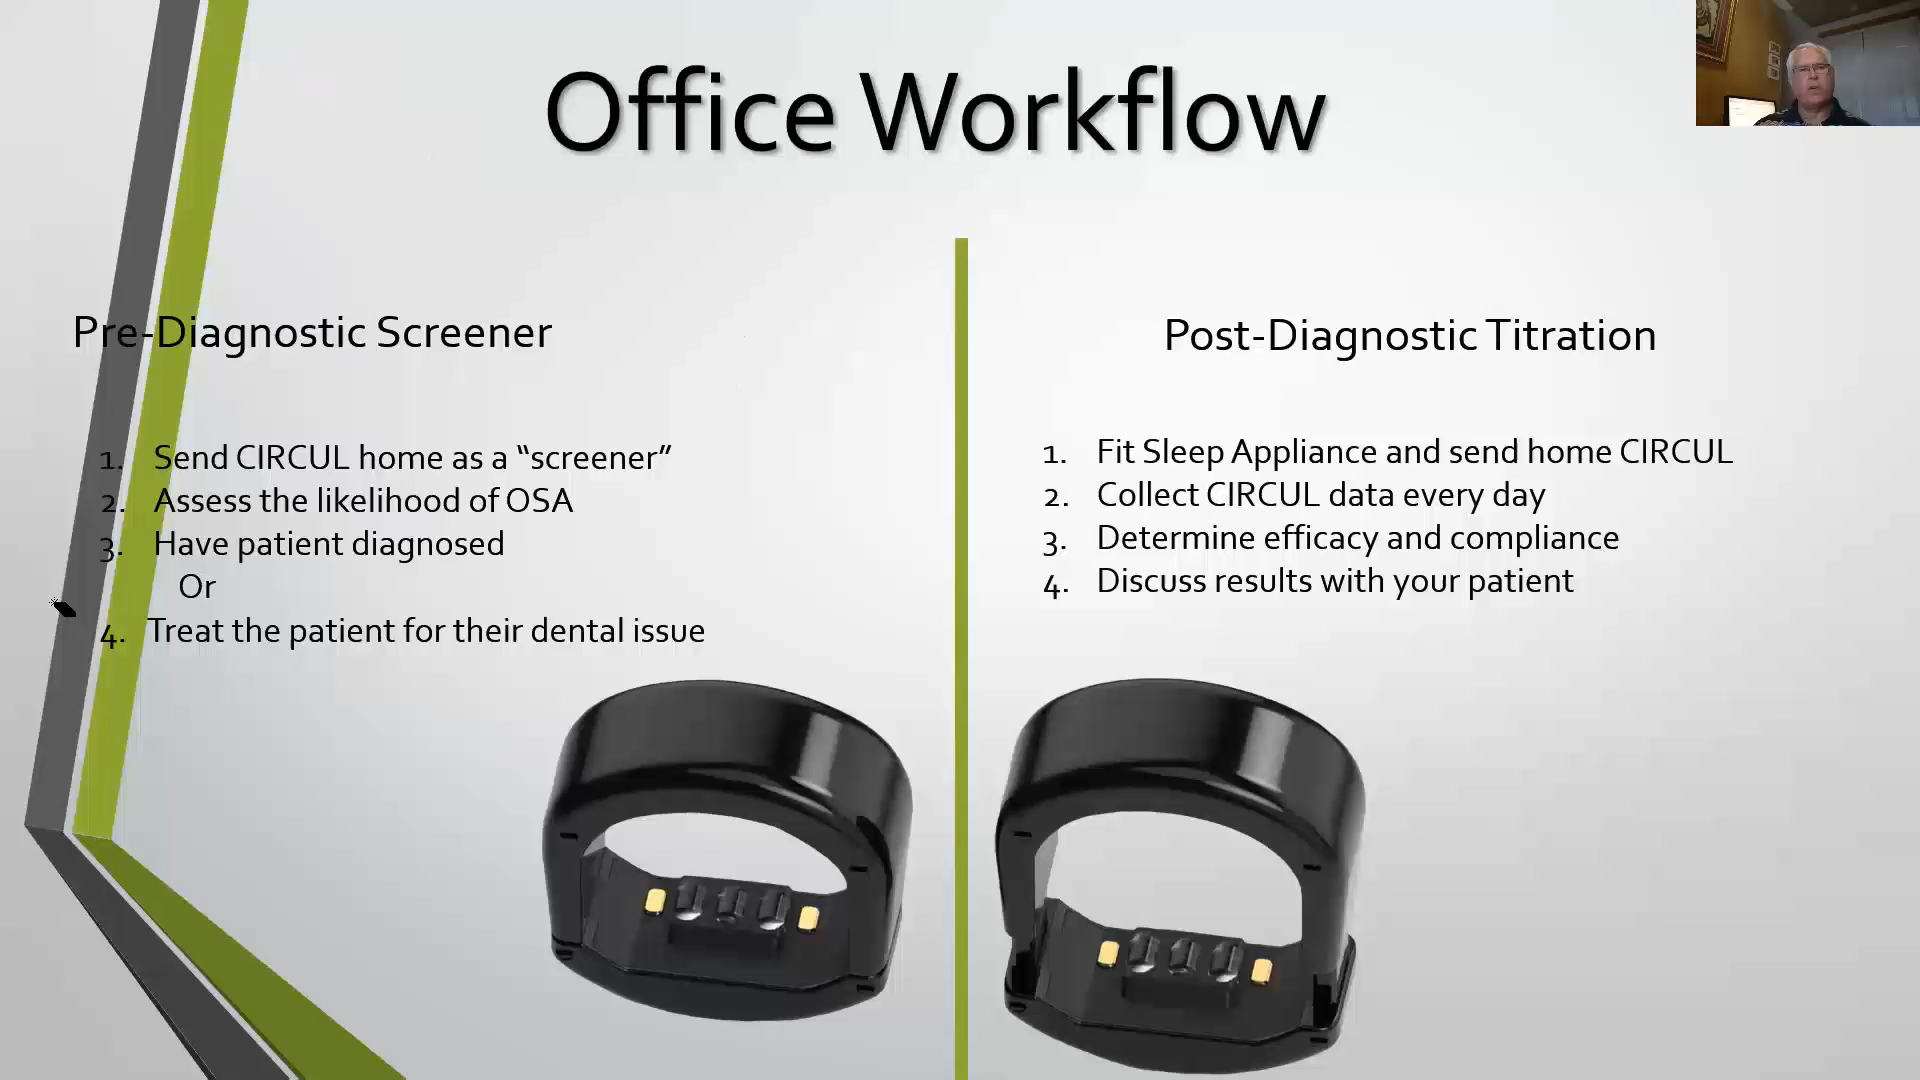 Office Workflow
Pre-Diagnostic Screener
1. Send CIRCUL home as a “screener”
2. Assess the likelihood of OSA
3. Have patient diagnosed
Or
4. Treat the patient for their dental issue
Post-Diagnostic Titration
1. Fit Sleep Appliance and send home CIRCUL
2. Collect CIRCUL data every day
3. Determine efficacy and compliance
4. Discuss results with your patient